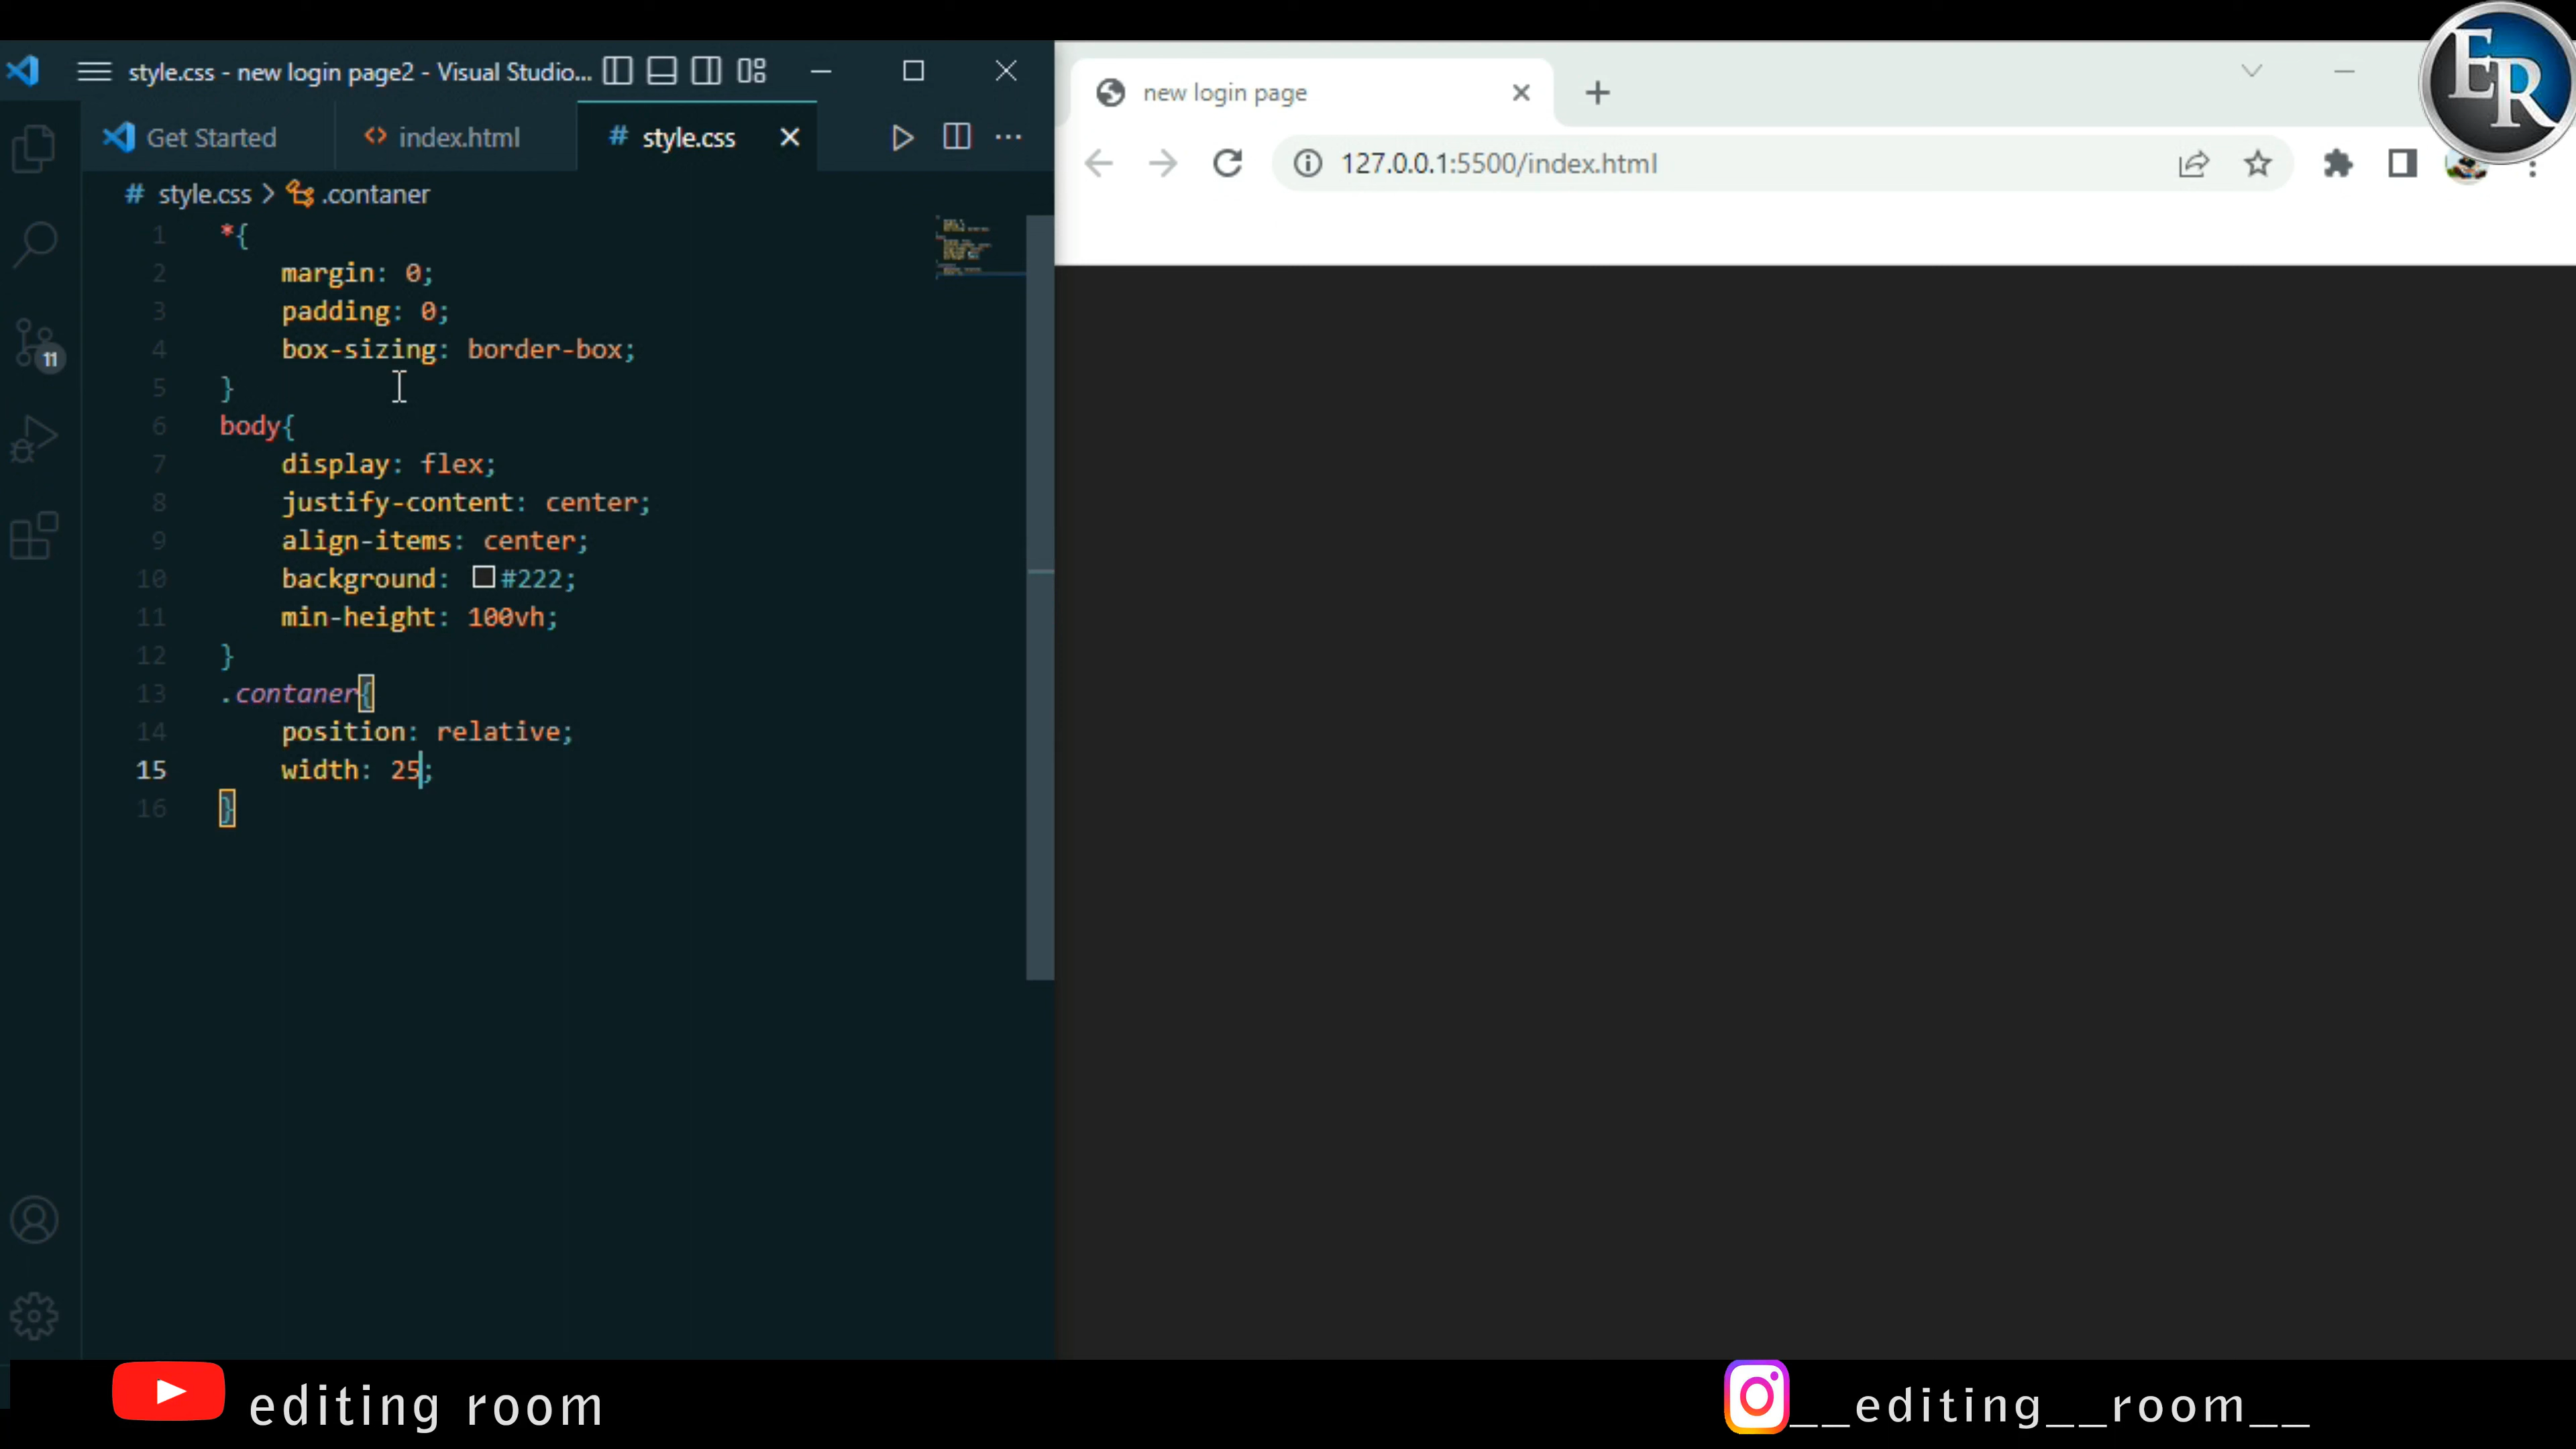 style.css - new login page2 - Visual Studio...
Get Started
index.html
# style.css
# style.css > .contaner
1 *{
2 margin: 0;
3 padding: 0;
4 box-sizing: border-box;
5 }
6 body{
7 display: flex;
8 justify-content: center;
9 align-items: center;
10 background: #222;
11 min-height: 100vh;
12 }
13 .contaner{
14 position: relative;
15 width: 25;
16 }
11
new login page
127.0.0.1:5500/index.html
ER
editing room
__editing__room__